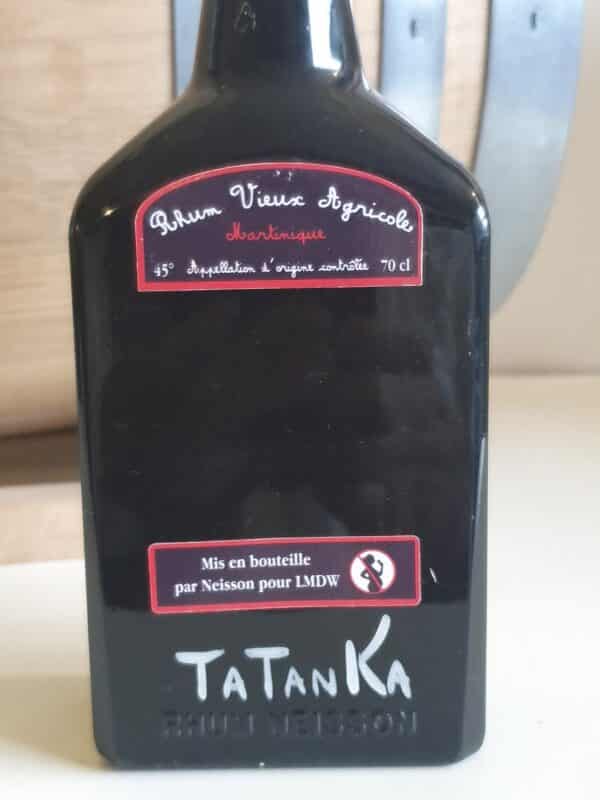 Rhum Vieux Agricole
Martinique
45° Appellation d'origine contrôlée 70 cl
Mis en bouteille
par Neisson pour LMDW
TaTanKa
RHUM NEISSON